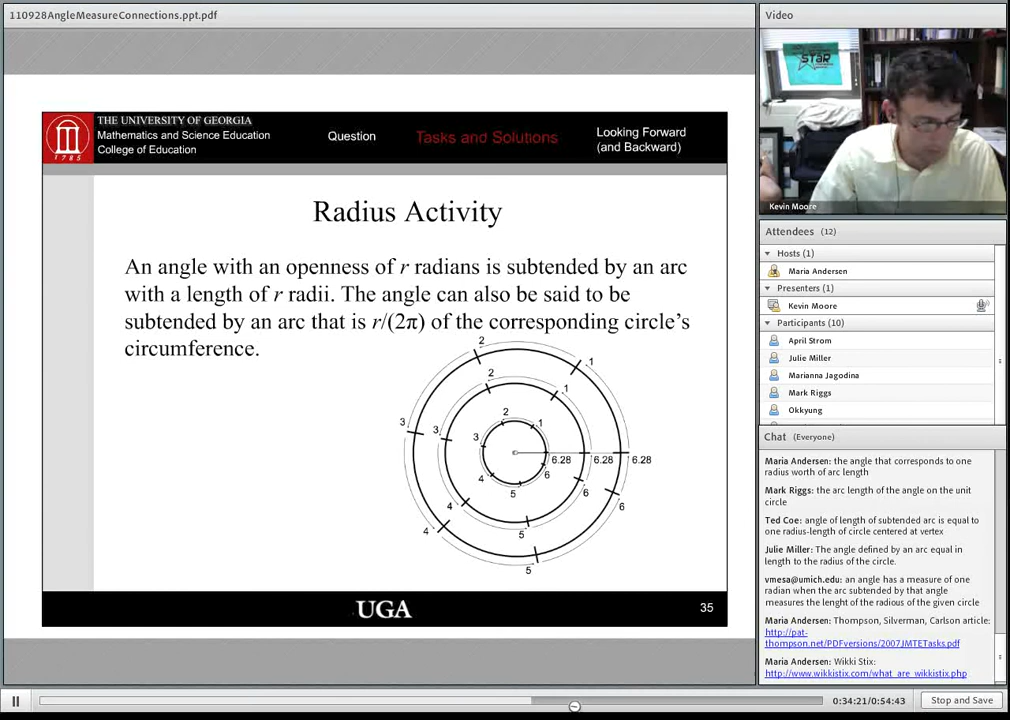 110928AngleMeasureConnections.ppt.pdf
THE UNIVERSITY OF GEORGIA
Mathematics and Science Education
College of Education
1785
Question
Tasks and Solutions
Looking Forward
(and Backward)
Radius Activity
An angle with an openness of r radians is subtended by an arc
with a length of r radii. The angle can also be said to be
subtended by an arc that is r/(2π) of the corresponding circle's
circumference.
2
1
2
1
3
3
2
1
3
6.28
6.28
6.28
4
6
5
6
6
4
5
4
5
UGA
35
Video
STaR
Kevin Moore
Attendees (12)
Hosts (1)
Maria Andersen
Presenters (1)
Kevin Moore
Participants (10)
April Strom
Julie Miller
Marianna Jagodina
Mark Riggs
Okkyung
Chat (Everyone)
Maria Andersen: the angle that corresponds to one
radius worth of arc length
Mark Riggs: the arc length of the angle on the unit
circle
Ted Coe: angle of length of subtended arc is equal to
one radius-length of circle centered at vertex
Julie Miller: The angle defined by an arc equal in
length to the radius of the circle.
vmesa@umich.edu: an angle has a measure of one
radian when the arc subtended by that angle
measures the lenght of the radious of the given circle
Maria Andersen: Thompson, Silverman, Carlson article:
http://pat-
thompson.net/PDFversions/2007JMTETasks.pdf
Maria Andersen: Wikki Stix:
http://www.wikkistix.com/what_are_wikkistix.php
0:34:21/0:54:43
Stop and Save